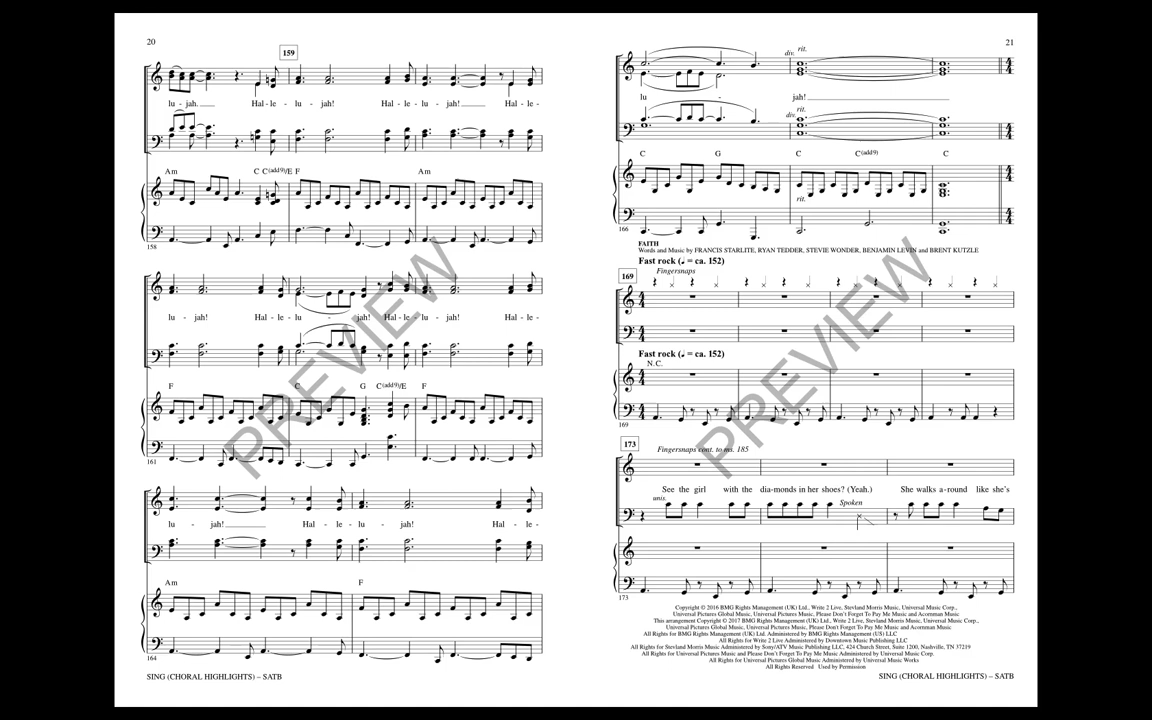 20
159
lu - jah. Hal - le - lu - jah! Hal - le - lu - jah! Hal - le -
Am C C(add9)/E F Am
158
lu - jah! Hal - le - lu - jah! Hal - le - lu - jah! Hal - le -
F C G C(add9)/E F
161
lu - jah! Hal - le - lu - jah! Hal - le -
Am F
164
SING (CHORAL HIGHLIGHTS) – SATB
PREVIEW
21
div. rit.
lu - jah!
div. rit.
C G C C(add9) C
rit.
166
FAITH
Words and Music by FRANCIS STARLITE, RYAN TEDDER, STEVIE WONDER, BENJAMIN LEVIN and BRENT KUTZLE
Fast rock (♩ = ca. 152)
169
Fingersnaps
Fast rock (♩ = ca. 152)
N.C.
169
173
Fingersnaps cont. to ms. 185
See the girl with the dia-monds in her shoes? (Yeah.) She walks a-round like she's
unis. Spoken
173
Copyright © 2016 BMG Rights Management (UK) Ltd., Write 2 Live, Stevland Morris Music, Universal Music Corp.,
Universal Pictures Global Music, Universal Pictures Music, Please Don't Forget To Pay Me Music and Acornman Music
This arrangement Copyright © 2017 BMG Rights Management (UK) Ltd., Write 2 Live, Stevland Morris Music, Universal Music Corp.,
Universal Pictures Global Music, Universal Pictures Music, Please Don't Forget To Pay Me Music and Acornman Music
All Rights for BMG Rights Management (UK) Ltd. Administered by BMG Rights Management (US) LLC
All Rights for Write 2 Live Administered by Downtown Music Publishing LLC
All Rights for Stevland Morris Music Administered by Sony/ATV Music Publishing LLC, 424 Church Street, Suite 1200, Nashville, TN 37219
All Rights for Universal Pictures Music and Please Don't Forget To Pay Me Music Administered by Universal Music Corp.
All Rights for Universal Pictures Global Music Administered by Universal Music Works
All Rights Reserved Used by Permission
SING (CHORAL HIGHLIGHTS) – SATB
PREVIEW